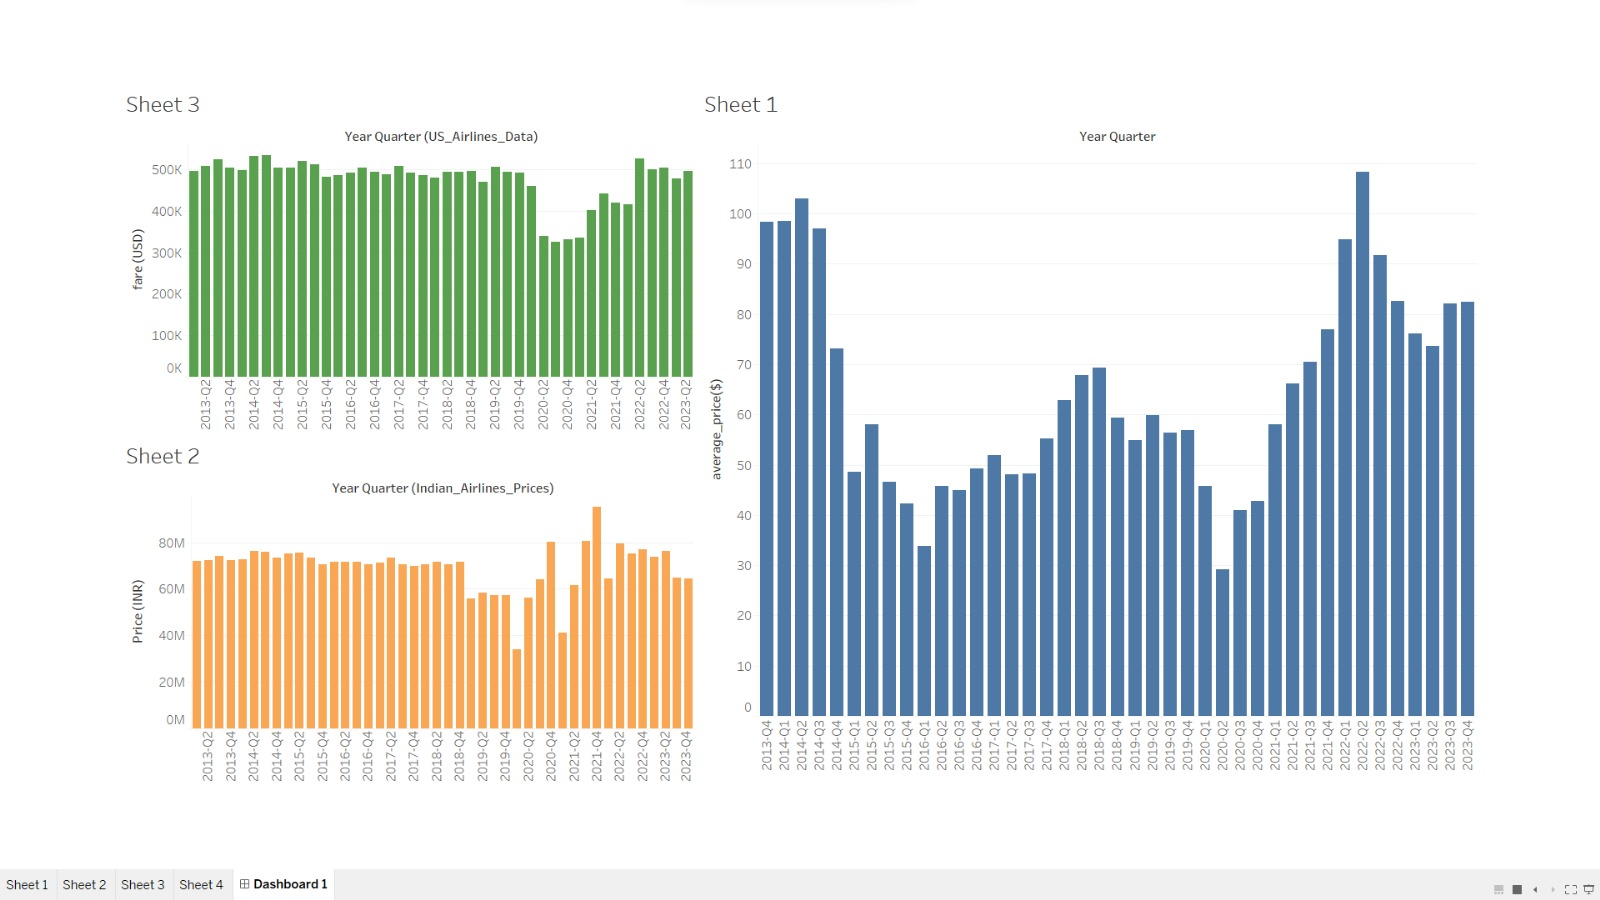 Sheet 3
Year Quarter (US_Airlines_Data)
fare (USD)
500K
400K
300K
200K
100K
0K
2013-Q2
2013-Q4
2014-Q2
2014-Q4
2015-Q2
2015-Q4
2016-Q2
2016-Q4
2017-Q2
2017-Q4
2018-Q2
2018-Q4
2019-Q2
2019-Q4
2020-Q2
2020-Q4
2021-Q2
2021-Q4
2022-Q2
2022-Q4
2023-Q2
Sheet 2
Year Quarter (Indian_Airlines_Prices)
Price (INR)
80M
60M
40M
20M
0M
2013-Q2
2013-Q4
2014-Q2
2014-Q4
2015-Q2
2015-Q4
2016-Q2
2016-Q4
2017-Q2
2017-Q4
2018-Q2
2018-Q4
2019-Q2
2019-Q4
2020-Q2
2020-Q4
2021-Q2
2021-Q4
2022-Q2
2022-Q4
2023-Q2
2023-Q4
Sheet 1
Year Quarter
average_price($)
110
100
90
80
70
60
50
40
30
20
10
0
2013-Q4
2014-Q1
2014-Q2
2014-Q3
2014-Q4
2015-Q1
2015-Q2
2015-Q3
2015-Q4
2016-Q1
2016-Q2
2016-Q3
2016-Q4
2017-Q1
2017-Q2
2017-Q3
2017-Q4
2018-Q1
2018-Q2
2018-Q3
2018-Q4
2019-Q1
2019-Q2
2019-Q3
2019-Q4
2020-Q1
2020-Q2
2020-Q3
2020-Q4
2021-Q1
2021-Q2
2021-Q3
2021-Q4
2022-Q1
2022-Q2
2022-Q3
2022-Q4
2023-Q1
2023-Q2
2023-Q3
2023-Q4
Sheet 1 Sheet 2 Sheet 3 Sheet 4 Dashboard 1